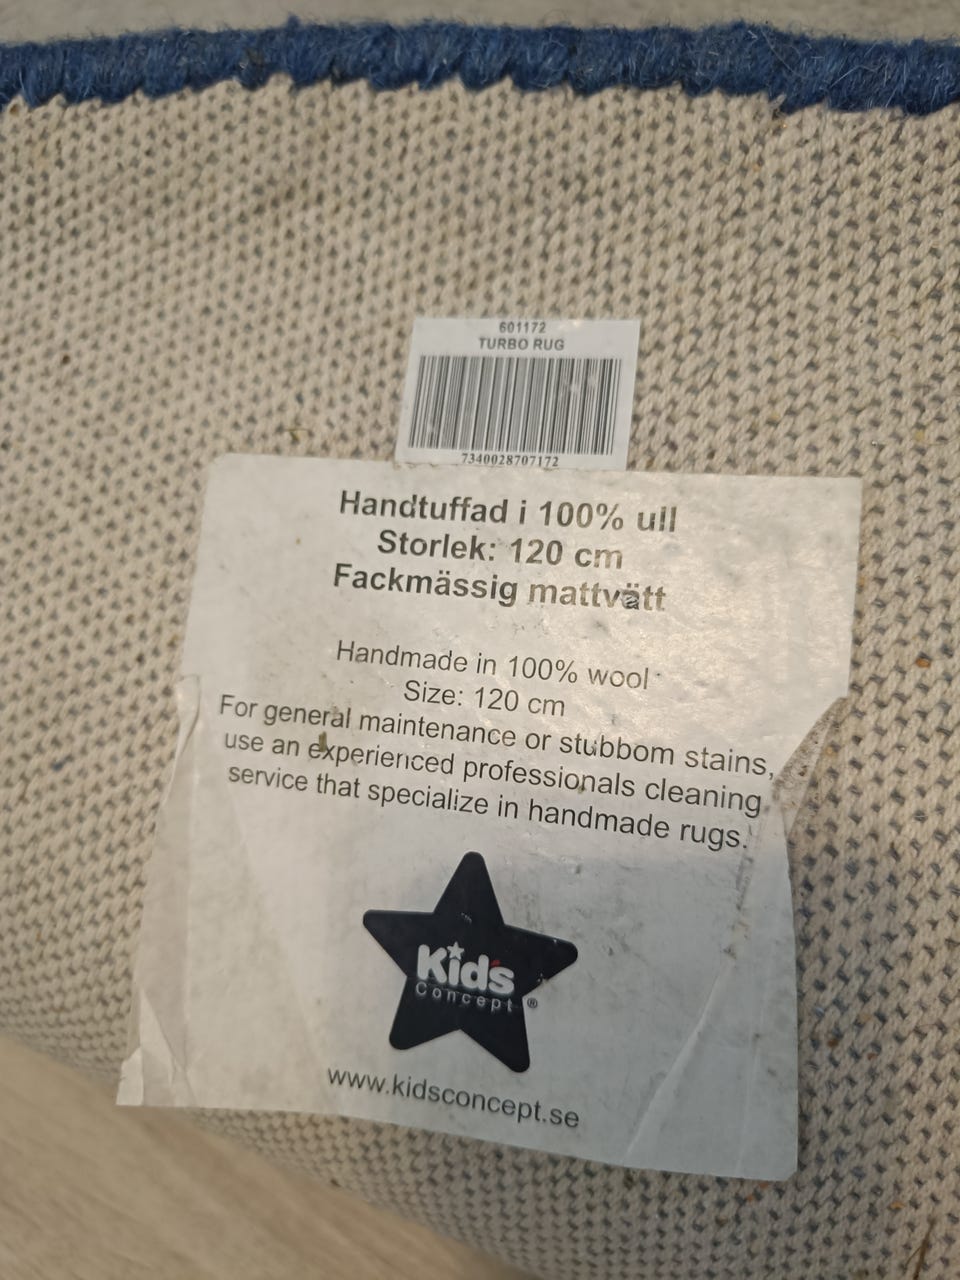 601172
TURBO RUG
7340028707172
Handtuffad i 100% ull
Storlek: 120 cm
Fackmässig mattvätt
Handmade in 100% wool
Size: 120 cm
For general maintenance or stubbom stains,
use an experienced professionals cleaning
service that specialize in handmade rugs.
Kids
Concept ®
www.kidsconcept.se